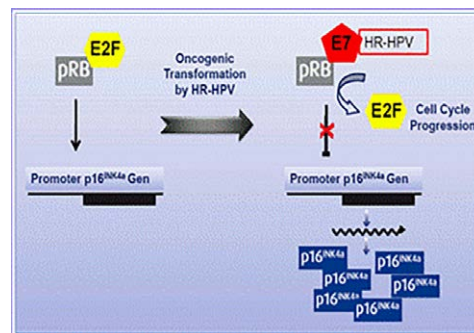 E2F
pRB
Oncogenic
Transformation
by HR-HPV
E7
HR-HPV
pRB
E2F
Cell Cycle
Progression
Promoter p16INK4a Gen
Promoter p16INK4a Gen
p16INK4a
p16INK4a
p16INK4a
p16INK4a
p16INK4a
p16INK4a